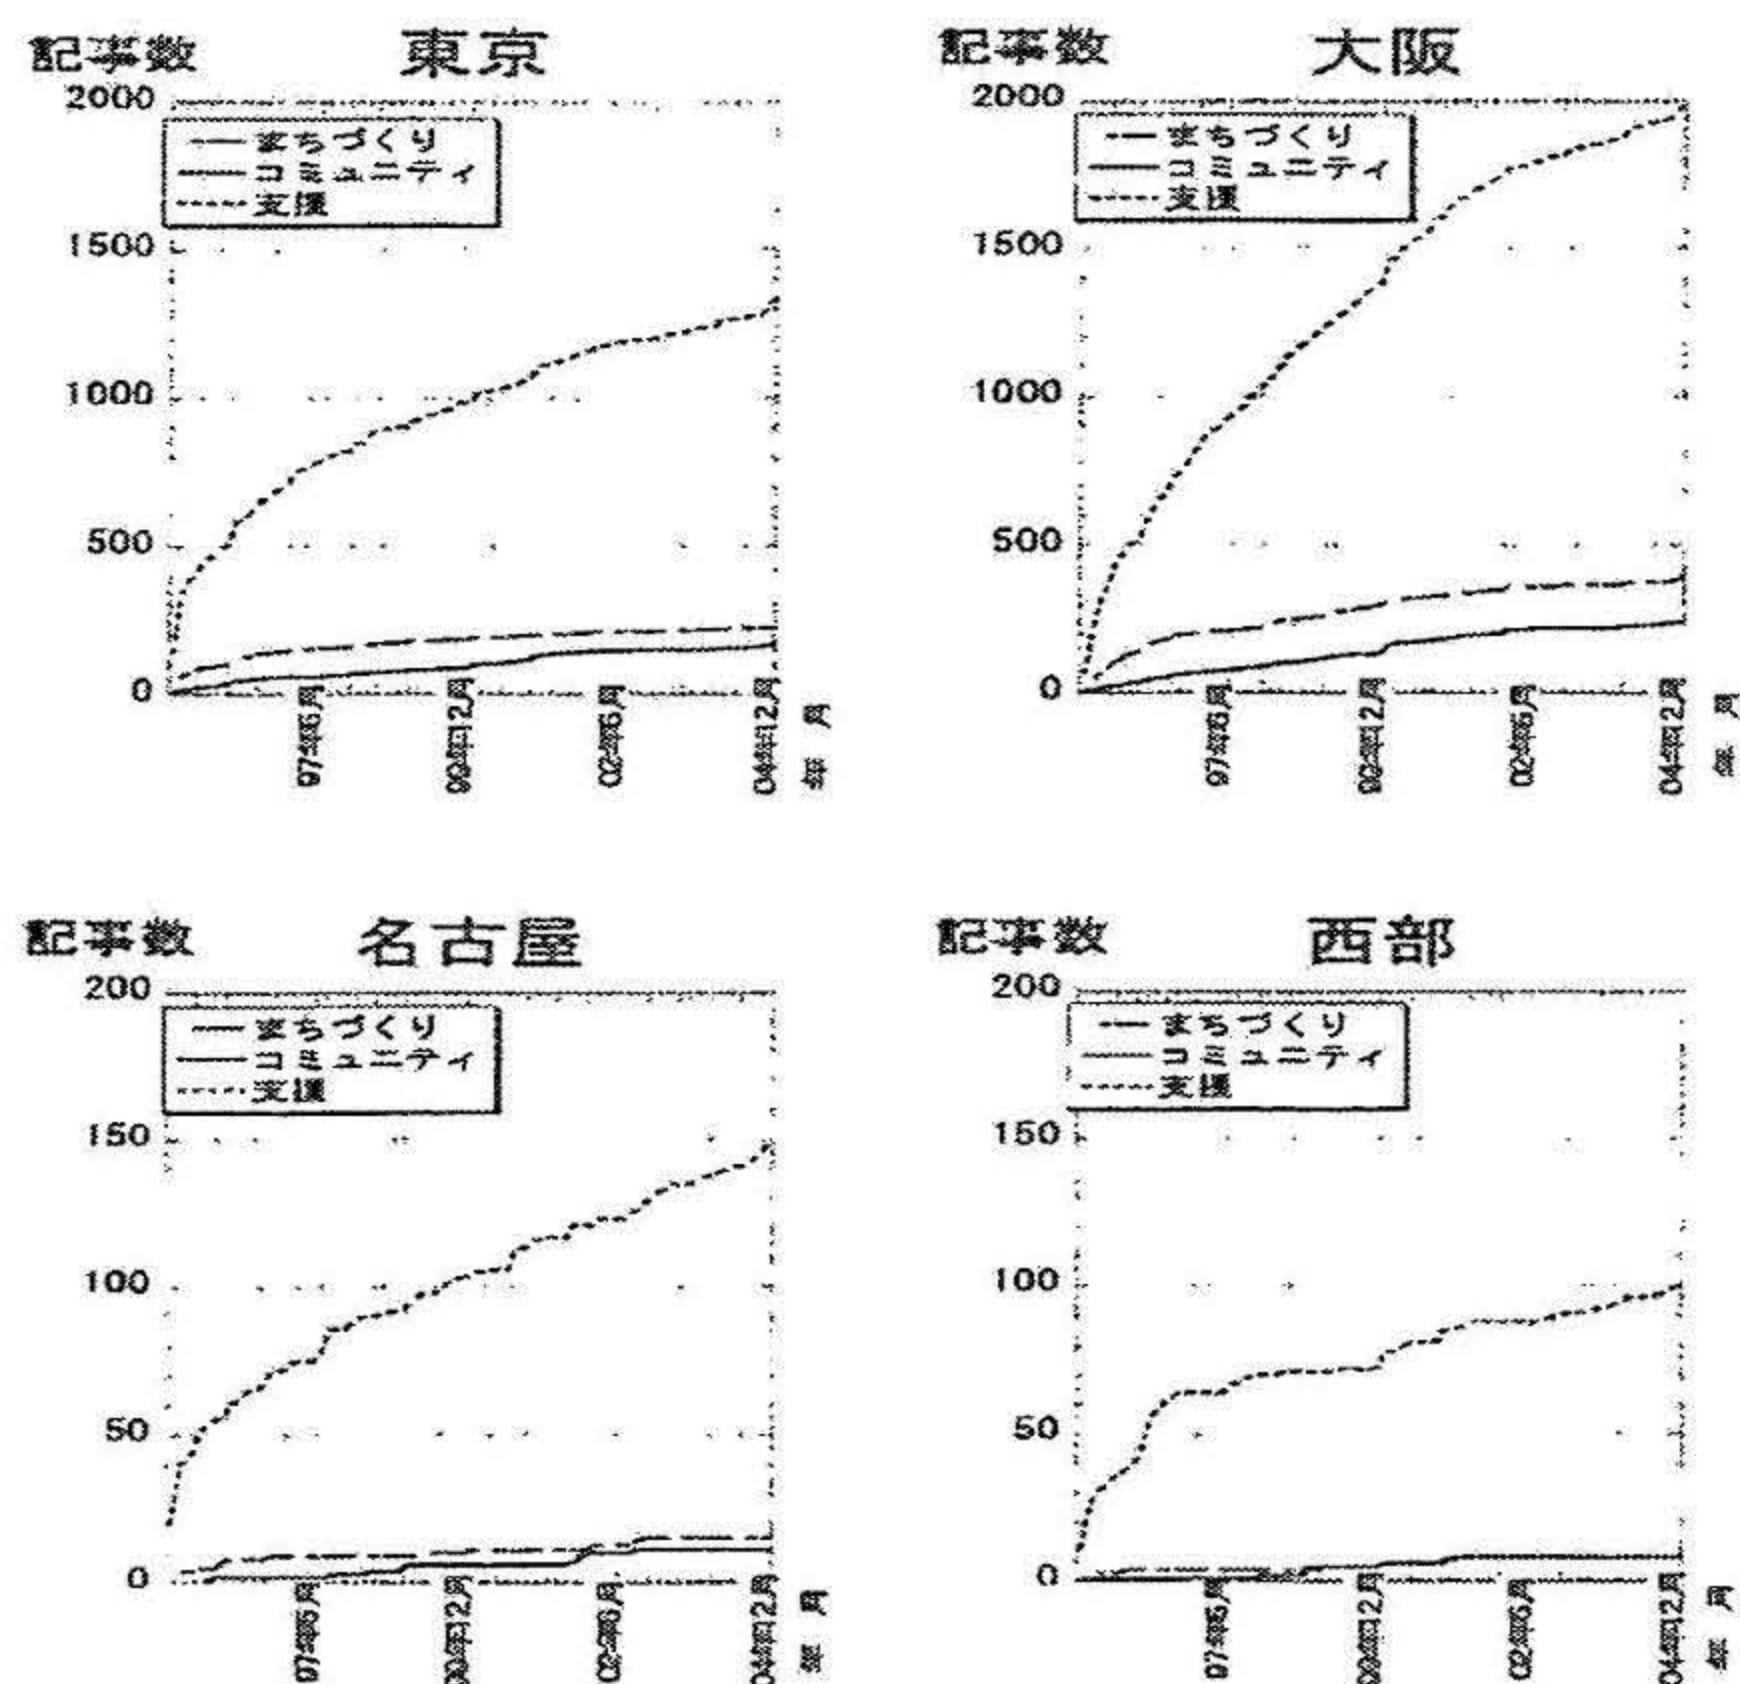 記事数 東京
2000
まちづくり
コミュニティ
支援
1500
1000
500
0
97年6月
99年12月
02年6月
04年12月
年 月
記事数 大阪
2000
まちづくり
コミュニティ
支援
1500
1000
500
0
97年6月
99年12月
02年6月
04年12月
年 月
記事数 名古屋
200
まちづくり
コミュニティ
支援
150
100
50
0
97年6月
99年12月
02年6月
04年12月
年 月
記事数 西部
200
まちづくり
コミュニティ
支援
150
100
50
0
97年6月
99年12月
02年6月
04年12月
年 月